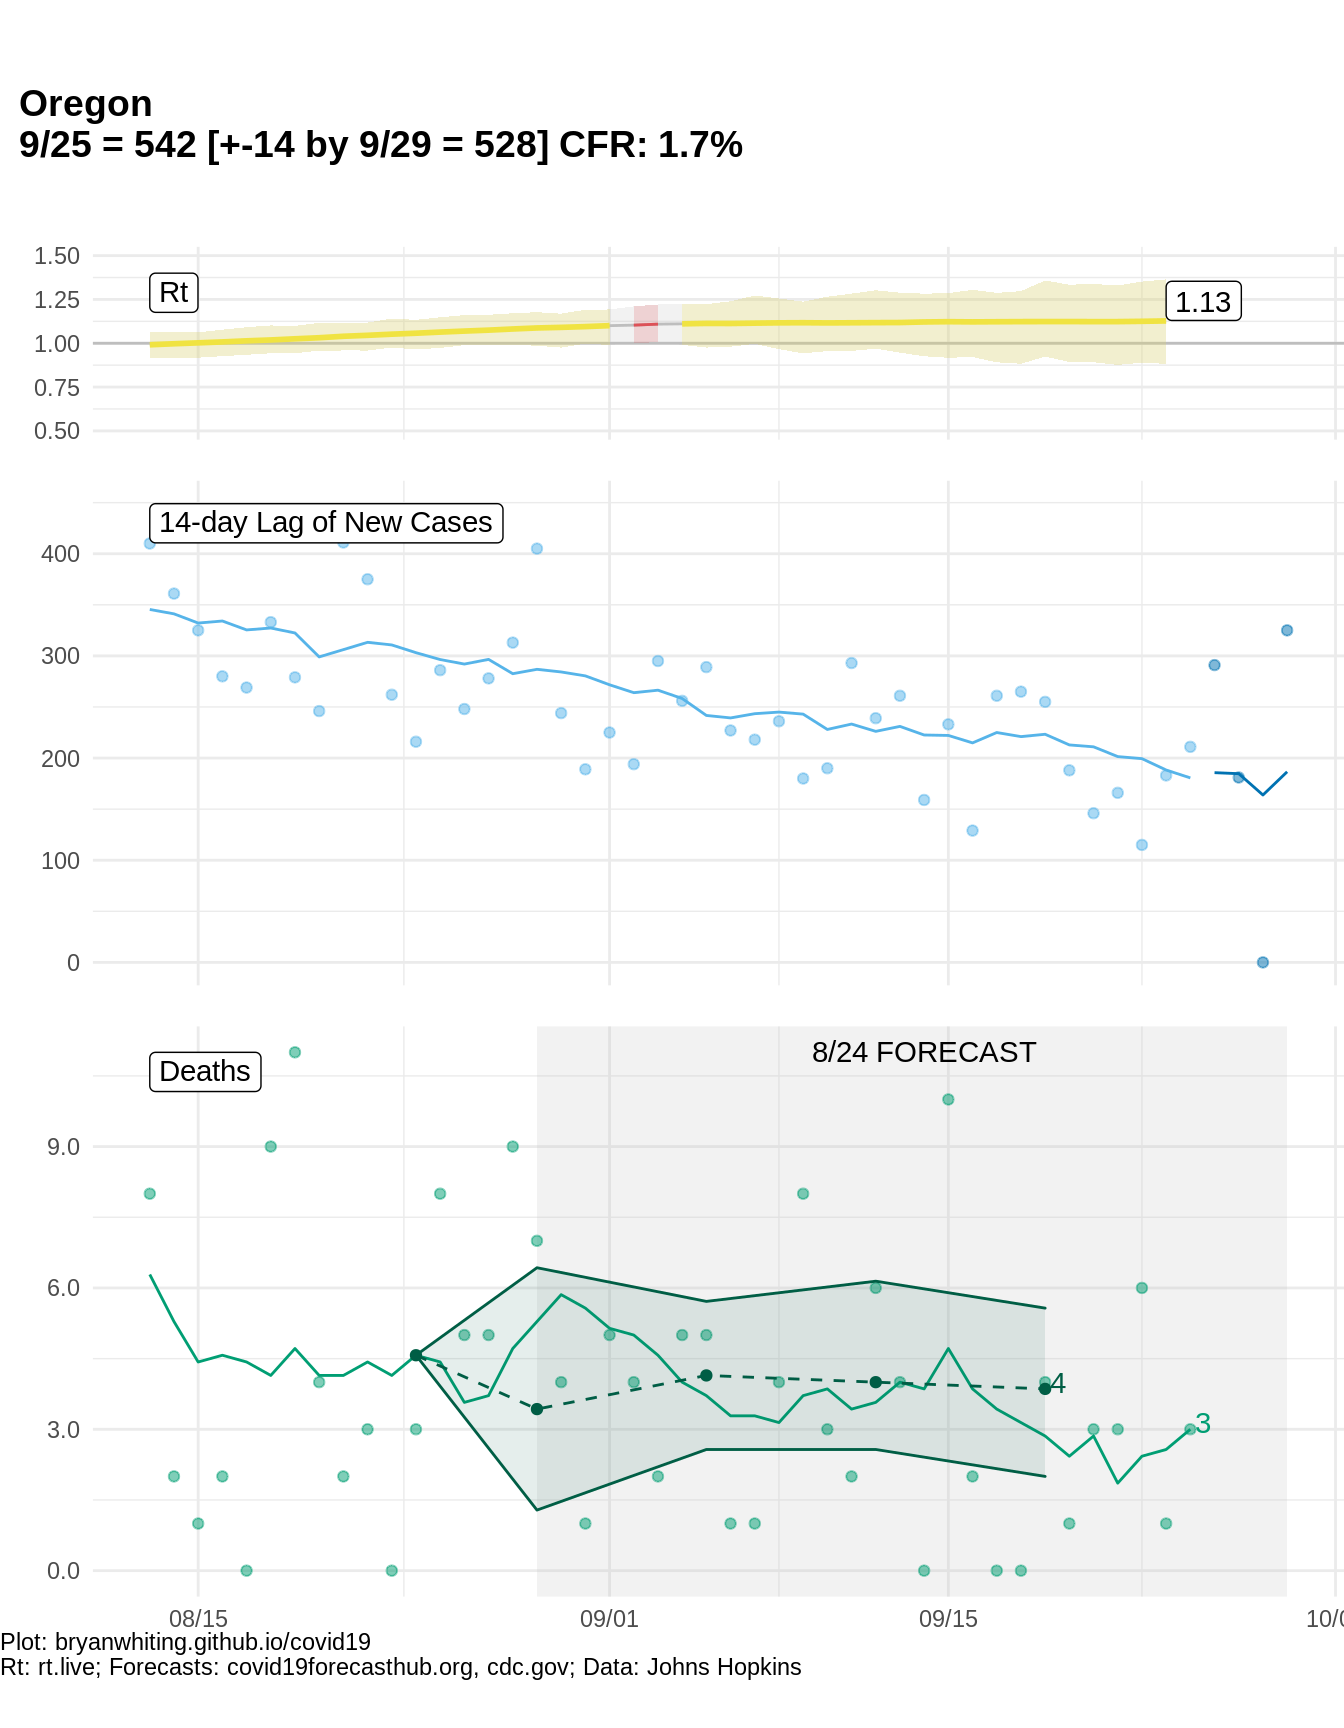 Oregon
9/25 = 542 [+-14 by 9/29 = 528] CFR: 1.7%
1.50
1.25
1.00
0.75
0.50
Rt
1.13
14-day Lag of New Cases
400
300
200
100
0
8/24 FORECAST
Deaths
9.0
6.0
3.0
0.0
4
3
08/15
09/01
09/15
Plot: bryanwhiting.github.io/covid19
Rt: rt.live; Forecasts: covid19forecasthub.org, cdc.gov; Data: Johns Hopkins